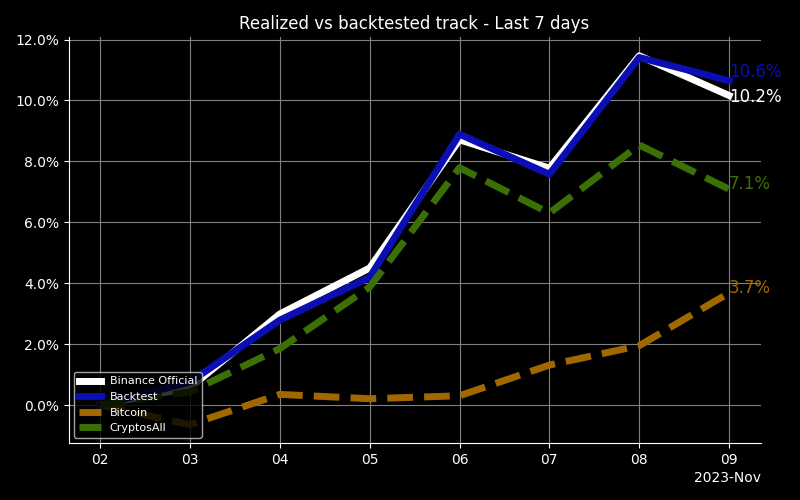 Realized vs backtested track - Last 7 days
12.0%
10.0%
8.0%
6.0%
4.0%
2.0%
0.0%
10.6%
10.2%
7.1%
3.7%
Binance Official
Backtest
Bitcoin
CryptosAll
02 03 04 05 06 07 08 09
2023-Nov